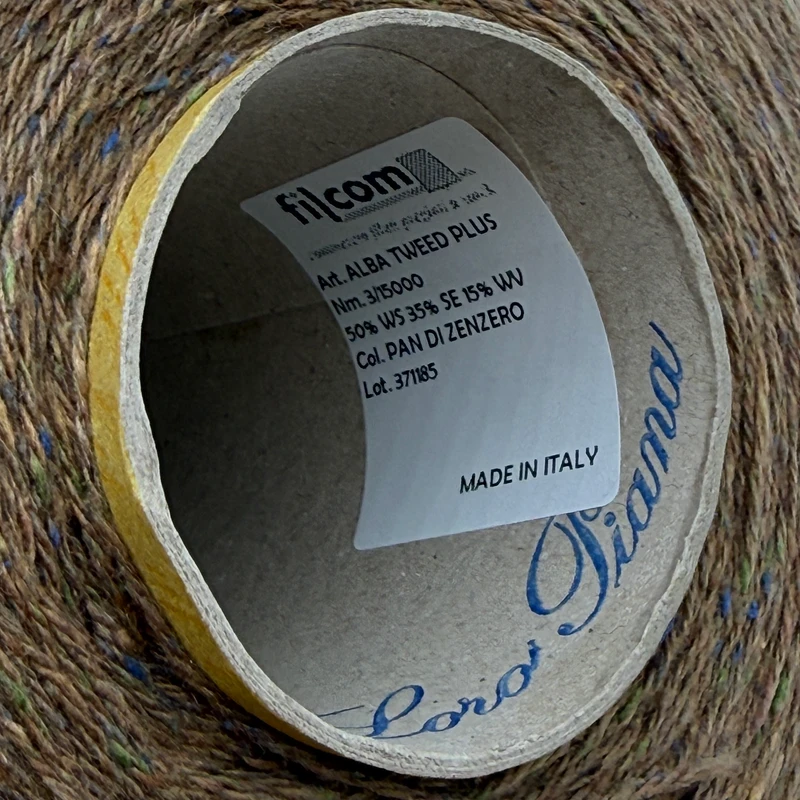 filcom
Art. ALBA TWEED PLUS
Nm. 3/15000
50% WS 35% SE 15% WV
Col. PAN DI ZENZERO
Lot. 371185
MADE IN ITALY
Loro Piana